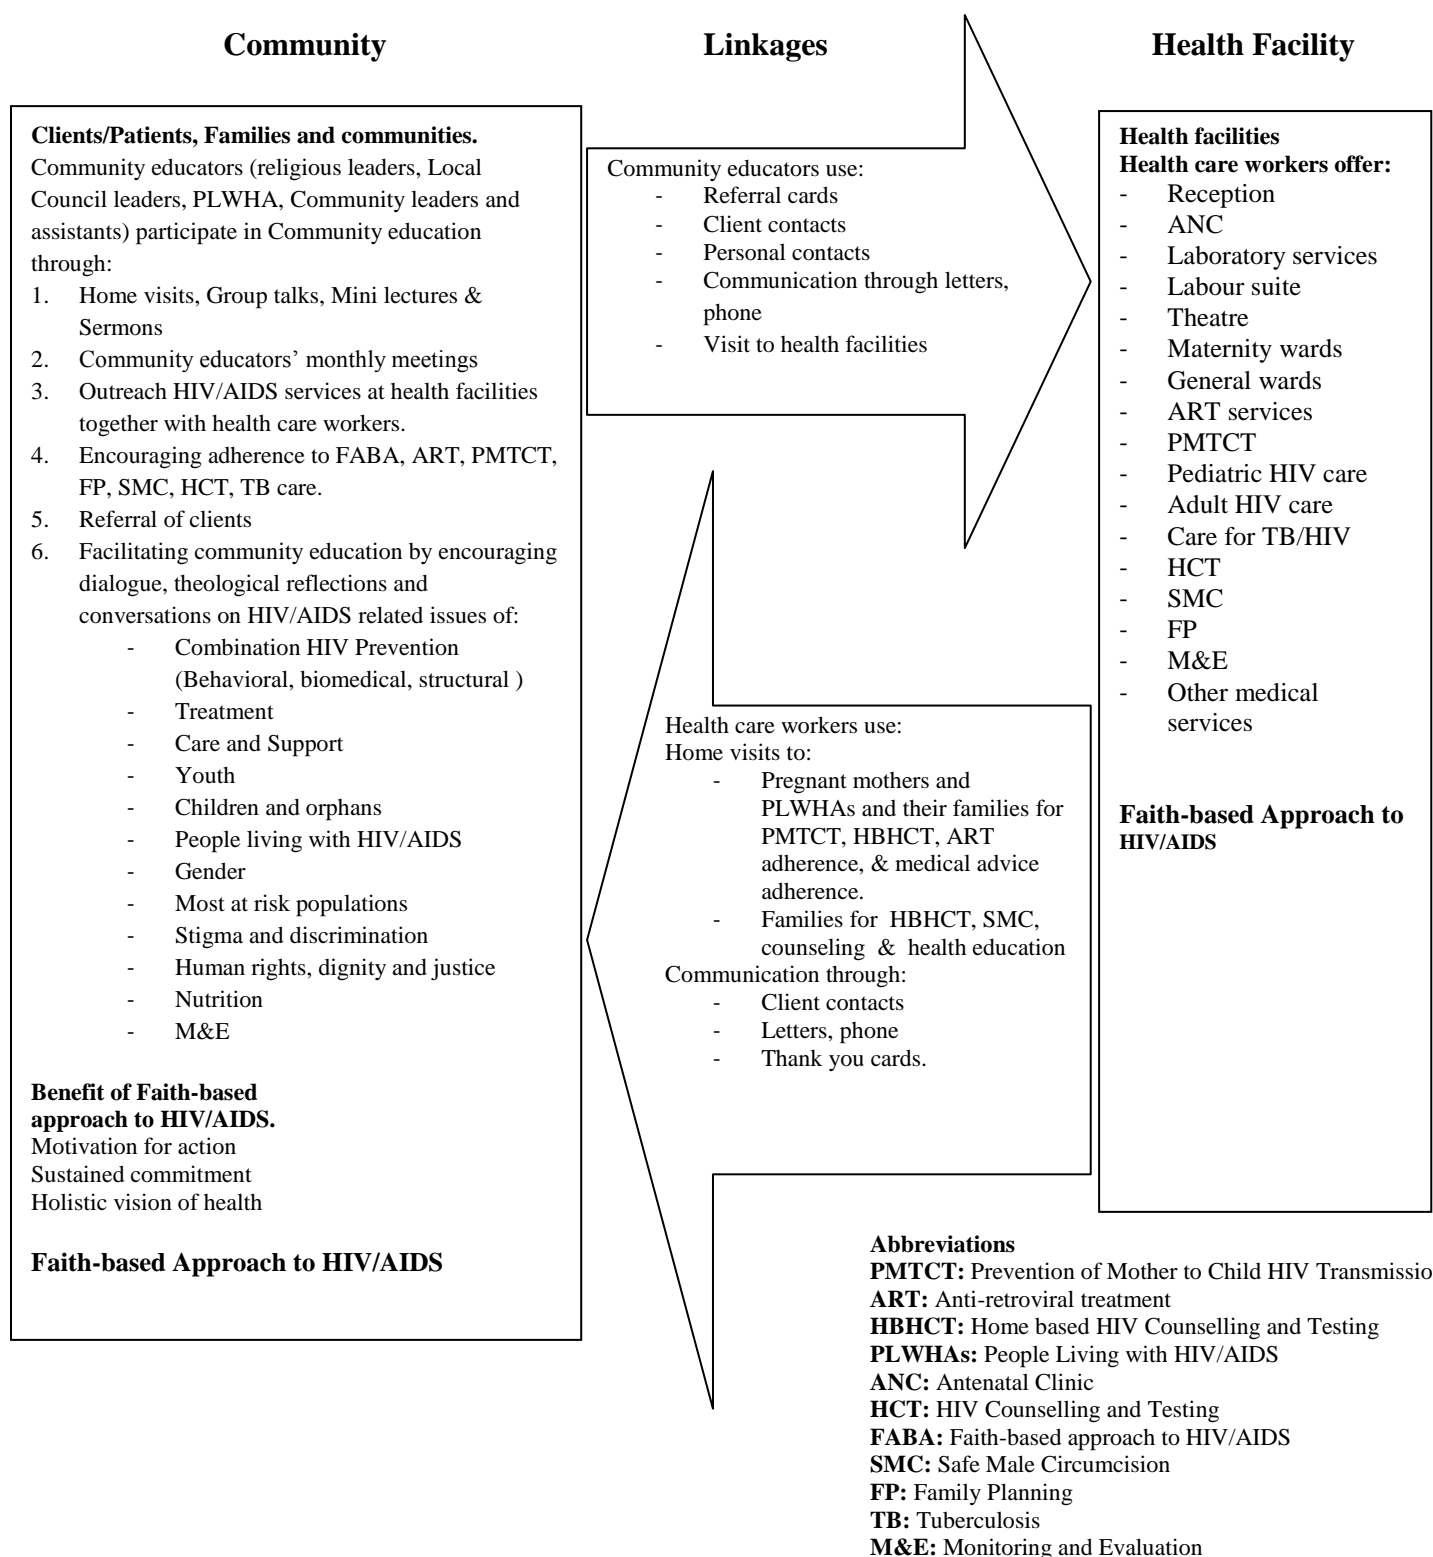 Community
Linkages
Health Facility
Clients/Patients, Families and communities.
Community educators (religious leaders, Local
Council leaders, PLWHA, Community leaders and
assistants) participate in Community education
through:
1. Home visits, Group talks, Mini lectures &
Sermons
2. Community educators' monthly meetings
3. Outreach HIV/AIDS services at health facilities
together with health care workers.
4. Encouraging adherence to FABA, ART, PMTCT,
FP, SMC, HCT, TB care.
5. Referral of clients
6. Facilitating community education by encouraging
dialogue, theological reflections and
conversations on HIV/AIDS related issues of:
- Combination HIV Prevention
(Behavioral, biomedical, structural )
- Treatment
- Care and Support
- Youth
- Children and orphans
- People living with HIV/AIDS
- Gender
- Most at risk populations
- Stigma and discrimination
- Human rights, dignity and justice
- Nutrition
- M&E
Benefit of Faith-based
approach to HIV/AIDS.
Motivation for action
Sustained commitment
Holistic vision of health
Faith-based Approach to HIV/AIDS
Community educators use:
- Referral cards
- Client contacts
- Personal contacts
- Communication through letters,
phone
- Visit to health facilities
Health care workers use:
Home visits to:
- Pregnant mothers and
PLWHAs and their families for
PMTCT, HBHCT, ART
adherence, & medical advice
adherence.
- Families for HBHCT, SMC,
counseling & health education
Communication through:
- Client contacts
- Letters, phone
- Thank you cards.
Health facilities
Health care workers offer:
- Reception
- ANC
- Laboratory services
- Labour suite
- Theatre
- Maternity wards
- General wards
- ART services
- PMTCT
- Pediatric HIV care
- Adult HIV care
- Care for TB/HIV
- HCT
- SMC
- FP
- M&E
- Other medical
services
Faith-based Approach to
HIV/AIDS
Abbreviations
PMTCT: Prevention of Mother to Child HIV Transmissio
ART: Anti-retroviral treatment
HBHCT: Home based HIV Counselling and Testing
PLWHAs: People Living with HIV/AIDS
ANC: Antenatal Clinic
HCT: HIV Counselling and Testing
FABA: Faith-based approach to HIV/AIDS
SMC: Safe Male Circumcision
FP: Family Planning
TB: Tuberculosis
M&E: Monitoring and Evaluation